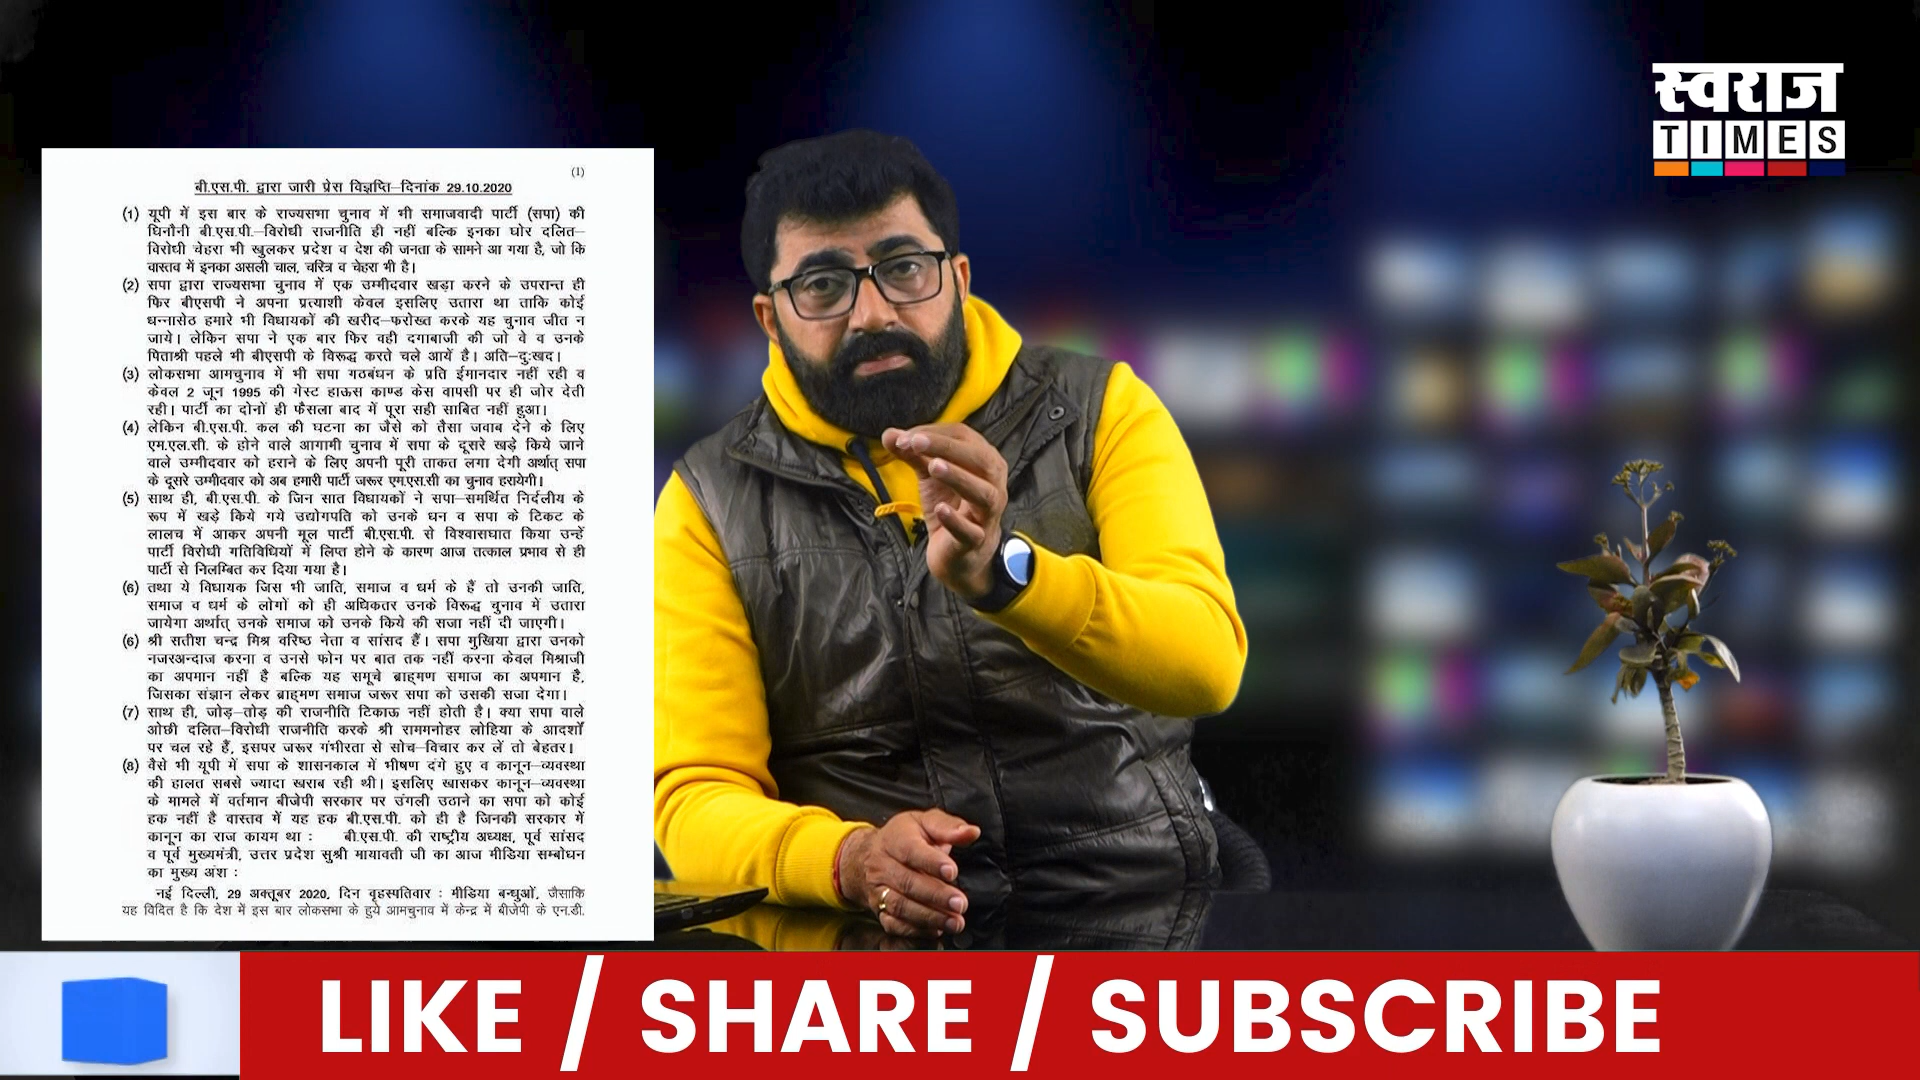 स्वराज
TIMES
(1)
बी.एस.पी. द्वारा जारी प्रेस विज्ञप्ति–दिनांक 29.10.2020
(1) यूपी में इस बार के राज्यसभा चुनाव में भी समाजवादी पार्टी (सपा) की
घिनौनी बी.एस.पी.–विरोधी राजनीति ही नहीं बल्कि इनका घोर दलित–
विरोधी चेहरा भी खुलकर प्रदेश व देश की जनता के सामने आ गया है, जो कि
वास्तव में इनका असली चाल, चरित्र व चेहरा भी है।
(2) सपा द्वारा राज्यसभा चुनाव में एक उम्मीदवार खड़ा करने के उपरान्त ही
फिर बीएसपी ने अपना प्रत्याशी केवल इसलिए उतारा था ताकि कोई
धन्नासेठ हमारे भी विधायकों की खरीद–फरोख्त करके यह चुनाव जीत न
जाये। लेकिन सपा ने एक बार फिर वही दगाबाजी की जो वे व उनके
पिताश्री पहले भी बीएसपी के विरूद्ध करते चले आयें है। अति–दुःखद।
(3) लोकसभा आमचुनाव में भी सपा गठबंधन के प्रति ईमानदार नहीं रही व
केवल 2 जून 1995 की गेस्ट हाऊस काण्ड केस वापसी पर ही जोर देती
रही। पार्टी का दोनों ही फैसला बाद में पूरा सही साबित नहीं हुआ।
(4) लेकिन बी.एस.पी. कल की घटना का जैसे को तैसा जवाब देने के लिए
एम.एल.सी. के होने वाले आगामी चुनाव में सपा के दूसरे खड़े किये जाने
वाले उम्मीदवार को हराने के लिए अपनी पूरी ताकत लगा देगी अर्थात् सपा
के दूसरे उम्मीदवार को अब हमारी पार्टी जरूर एम.एस.सी का चुनाव हरायेगी।
(5) साथ ही, बी.एस.पी. के जिन सात विधायकों ने सपा–समर्थित निर्दलीय के
रूप में खड़े किये गये उद्योगपति को उनके धन व सपा के टिकट के
लालच में आकर अपनी मूल पार्टी बी.एस.पी. से विश्वासघात किया उन्हें
पार्टी विरोधी गतिविधियों में लिप्त होने के कारण आज तत्काल प्रभाव से ही
पार्टी से निलम्बित कर दिया गया है।
(6) तथा ये विधायक जिस भी जाति, समाज व धर्म के हैं तो उनकी जाति,
समाज व धर्म के लोगों को ही अधिकतर उनके विरूद्ध चुनाव में उतारा
जायेगा अर्थात् उनके समाज को उनके किये की सजा नहीं दी जाएगी।
(6) श्री सतीश चन्द्र मिश्र वरिष्ठ नेता व सांसद हैं। सपा मुखिया द्वारा उनको
नजरअन्दाज करना व उनसे फोन पर बात तक नहीं करना केवल मिश्राजी
का अपमान नहीं है बल्कि यह समूचे ब्राह्मण समाज का अपमान है,
जिसका संज्ञान लेकर ब्राह्मण समाज जरूर सपा को उसकी सजा देगा।
(7) साथ ही, जोड़–तोड़ की राजनीति टिकाऊ नहीं होती है। क्या सपा वाले
ओछी दलित–विरोधी राजनीति करके श्री राममनोहर लोहिया के आदर्शों
पर चल रहे हैं, इसपर जरूर गंभीरता से सोच–विचार कर लें तो बेहतर।
(8) वैसे भी यूपी में सपा के शासनकाल में भीषण दंगे हुए व कानून–व्यवस्था
की हालत सबसे ज्यादा खराब रही थी। इसलिए खासकर कानून–व्यवस्था
के मामले में वर्तमान बीजेपी सरकार पर उंगली उठाने का सपा को कोई
हक नहीं है वास्तव में यह हक बी.एस.पी. को ही है जिनकी सरकार में
कानून का राज कायम था : बी.एस.पी. की राष्ट्रीय अध्यक्ष, पूर्व सांसद
व पूर्व मुख्यमंत्री, उत्तर प्रदेश सुश्री मायावती जी का आज मीडिया सम्बोधन
का मुख्य अंश :
नई दिल्ली, 29 अक्तूबर 2020, दिन वृहस्पतिवार : मीडिया बन्धुओं, जैसाकि
यह विदित है कि देश में इस बार लोकसभा के हुये आमचुनाव में केन्द्र में बीजेपी के एन.डी.
LIKE / SHARE / SUBSCRIBE